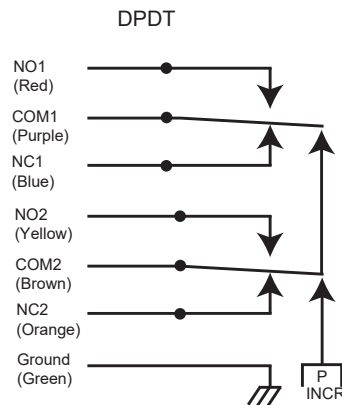 DPDT
NO1
(Red)
COM1
(Purple)
NC1
(Blue)
NO2
(Yellow)
COM2
(Brown)
NC2
(Orange)
Ground
(Green)
P
INCR